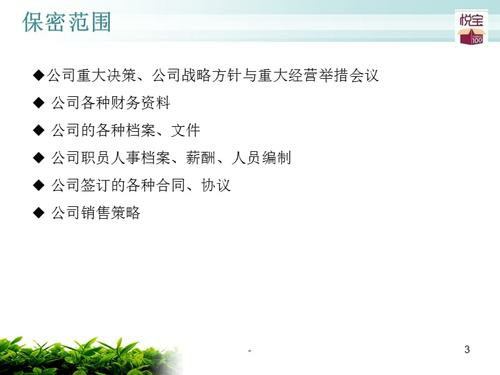 保密范围
悦宝
100
◆公司重大决策、公司战略方针与重大经营举措会议
◆ 公司各种财务资料
◆ 公司的各种档案、文件
◆ 公司职员人事档案、薪酬、人员编制
◆ 公司签订的各种合同、协议
◆ 公司销售策略
-
3